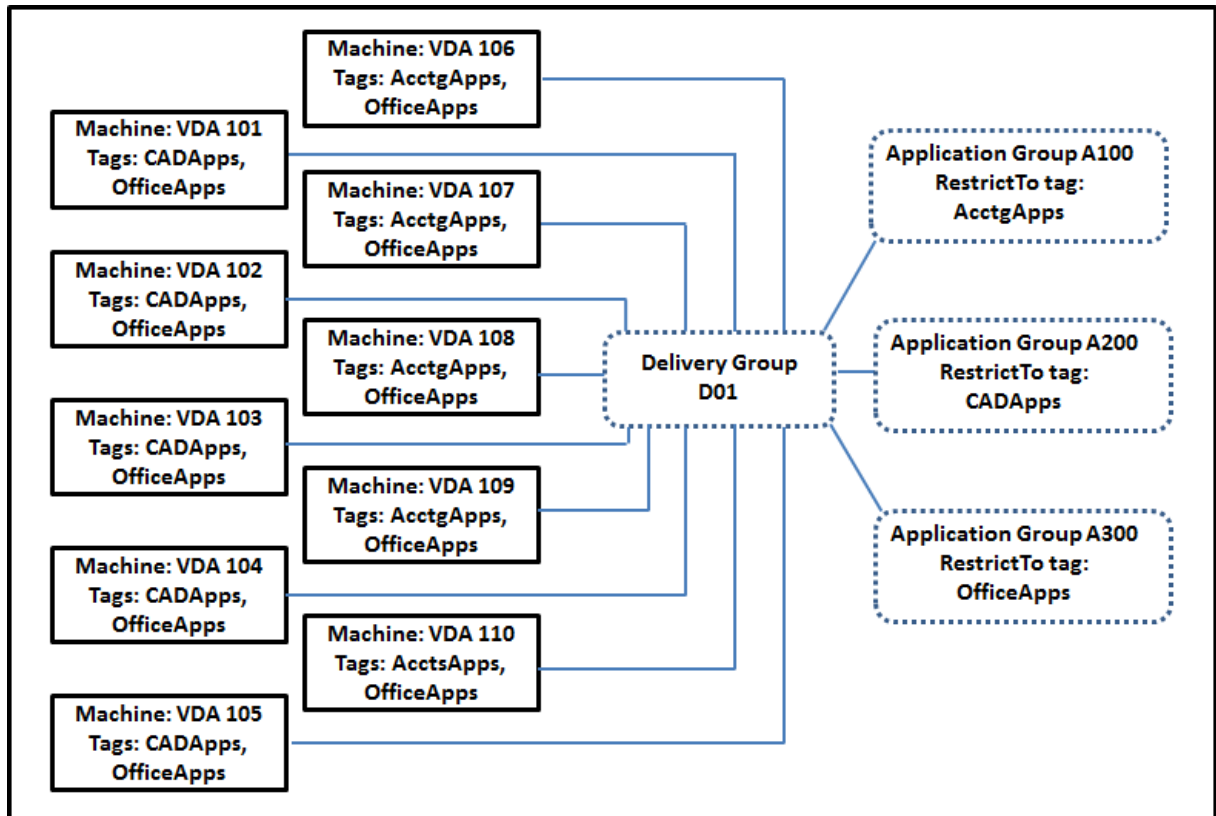 Machine: VDA 106
Tags: AcctgApps,
OfficeApps
Machine: VDA 101
Tags: CADApps,
OfficeApps
Machine: VDA 107
Tags: AcctgApps,
OfficeApps
Machine: VDA 102
Tags: CADApps,
OfficeApps
Machine: VDA 108
Tags: AcctgApps,
OfficeApps
Machine: VDA 103
Tags: CADApps,
OfficeApps
Machine: VDA 109
Tags: AcctgApps,
OfficeApps
Machine: VDA 104
Tags: CADApps,
OfficeApps
Machine: VDA 110
Tags: AcctsApps,
OfficeApps
Machine: VDA 105
Tags: CADApps,
OfficeApps
Delivery Group
D01
Application Group A100
RestrictTo tag:
AcctgApps
Application Group A200
RestrictTo tag:
CADApps
Application Group A300
RestrictTo tag:
OfficeApps